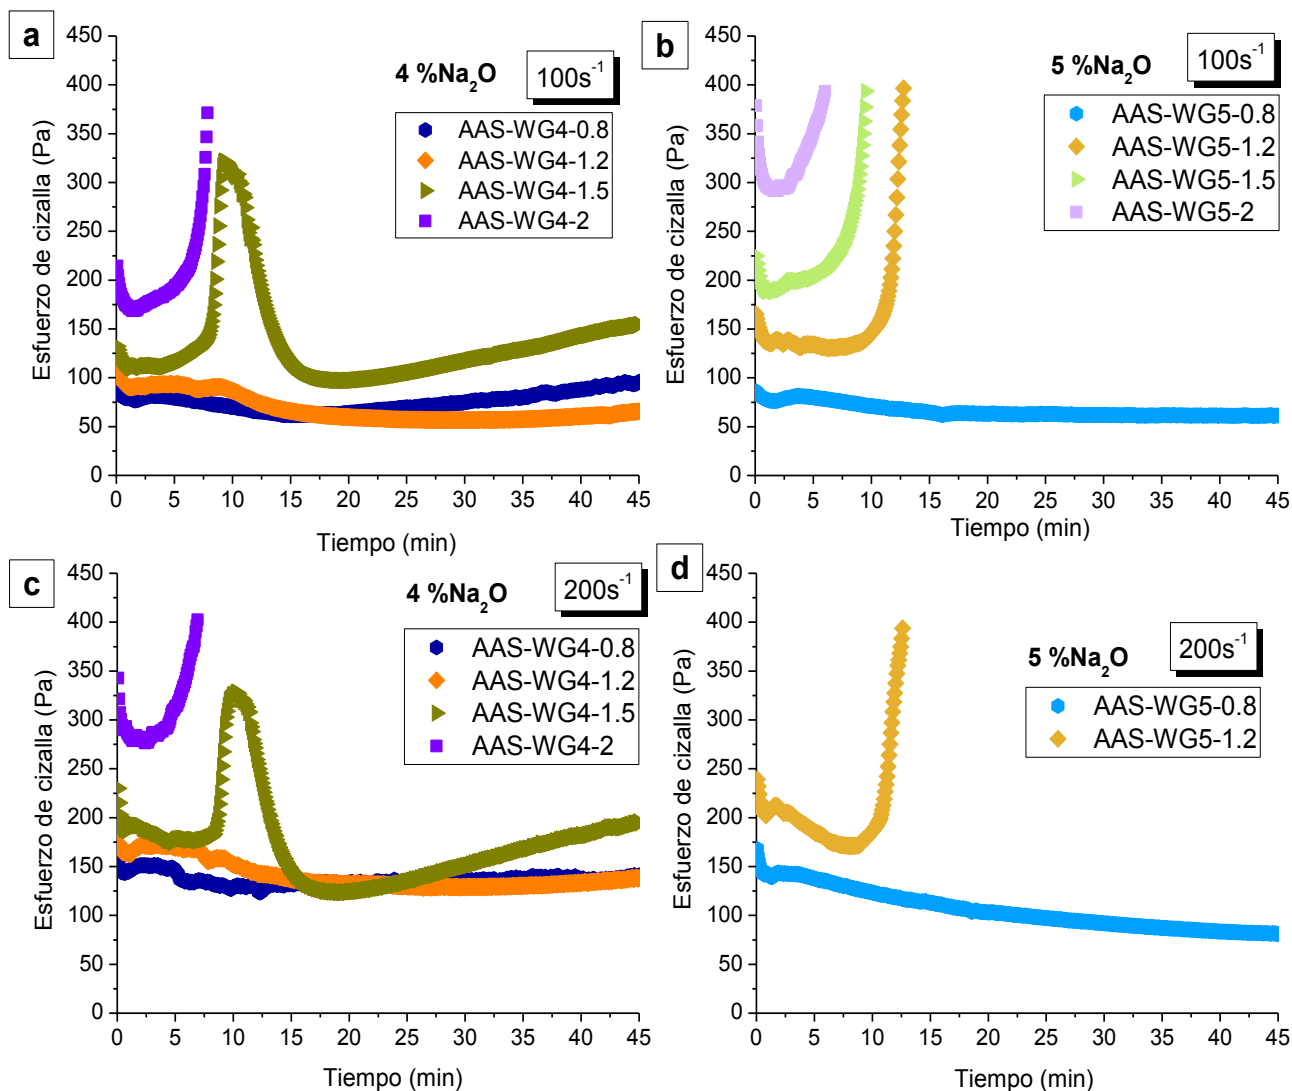 a
4 %Na₂O
100s⁻¹
AAS-WG4-0.8
AAS-WG4-1.2
AAS-WG4-1.5
AAS-WG4-2
Esfuerzo de cizalla (Pa)
450
400
350
300
250
200
150
100
50
0
0 5 10 15 20 25 30 35 40 45
Tiempo (min)
b
5 %Na₂O
100s⁻¹
AAS-WG5-0.8
AAS-WG5-1.2
AAS-WG5-1.5
AAS-WG5-2
Esfuerzo de cizalla (Pa)
450
400
350
300
250
200
150
100
50
0
0 5 10 15 20 25 30 35 40 45
Tiempo (min)
c
4 %Na₂O
200s⁻¹
AAS-WG4-0.8
AAS-WG4-1.2
AAS-WG4-1.5
AAS-WG4-2
Esfuerzo de cizalla (Pa)
450
400
350
300
250
200
150
100
50
0
0 5 10 15 20 25 30 35 40 45
Tiempo (min)
d
5 %Na₂O
200s⁻¹
AAS-WG5-0.8
AAS-WG5-1.2
Esfuerzo de cizalla (Pa)
450
400
350
300
250
200
150
100
50
0
0 5 10 15 20 25 30 35 40 45
Tiempo (min)